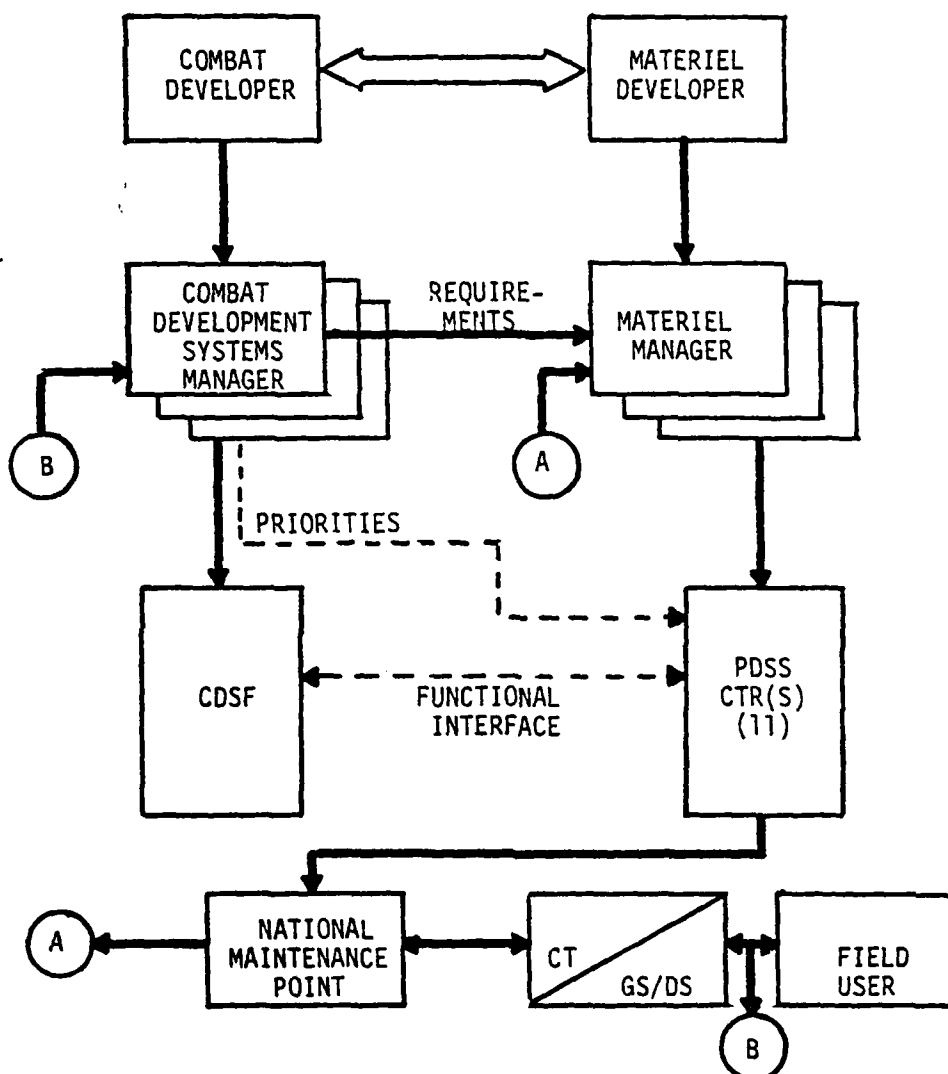 COMBAT
DEVELOPER
MATERIEL
DEVELOPER
COMBAT
DEVELOPMENT
SYSTEMS
MANAGER
REQUIRE-
MENTS
MATERIEL
MANAGER
B
A
PRIORITIES
CDSF
FUNCTIONAL
INTERFACE
PDSS
CTR(S)
(11)
A
NATIONAL
MAINTENANCE
POINT
CT
GS/DS
FIELD
USER
B